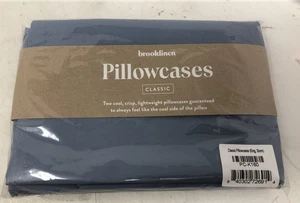 brooklinen
Pillowcases
CLASSIC
Two cool, crisp, lightweight pillowcases guaranteed
to always feel like the cool side of the pillow
PC-K160